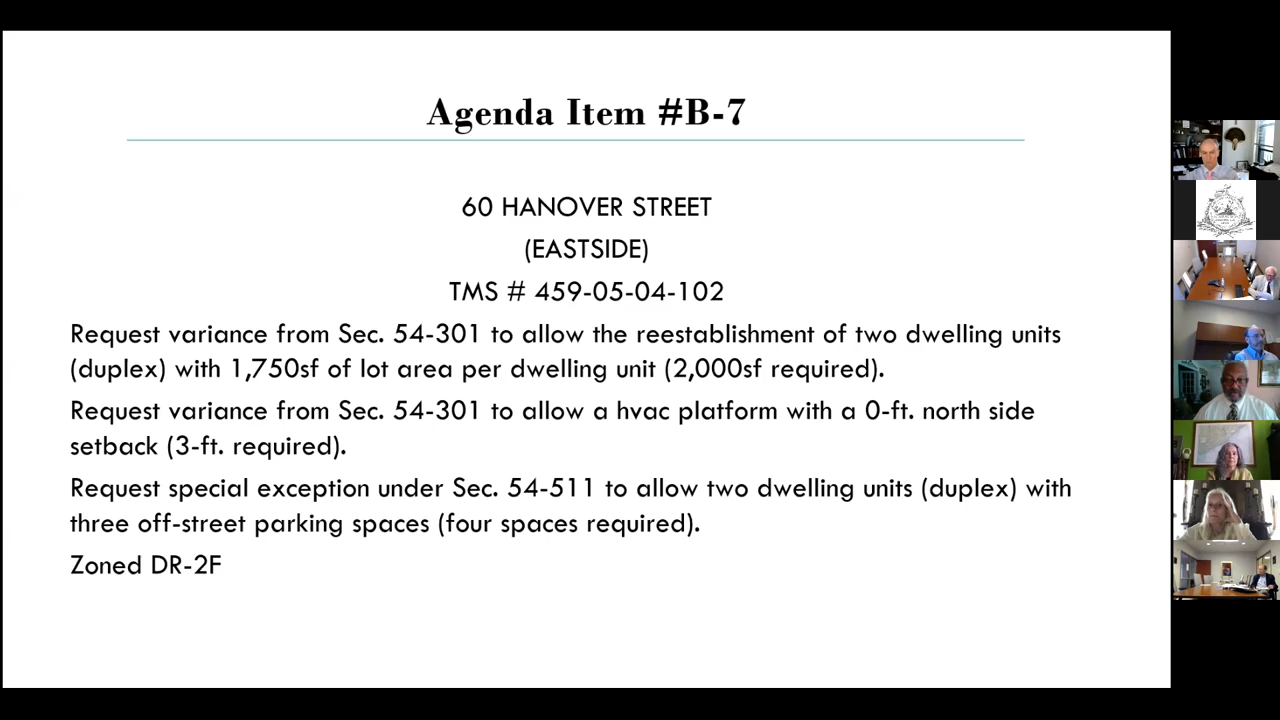 Agenda Item #B-7
60 HANOVER STREET
(EASTSIDE)
TMS # 459-05-04-102
Request variance from Sec. 54-301 to allow the reestablishment of two dwelling units
(duplex) with 1,750sf of lot area per dwelling unit (2,000sf required).
Request variance from Sec. 54-301 to allow a hvac platform with a 0-ft. north side
setback (3-ft. required).
Request special exception under Sec. 54-511 to allow two dwelling units (duplex) with
three off-street parking spaces (four spaces required).
Zoned DR-2F